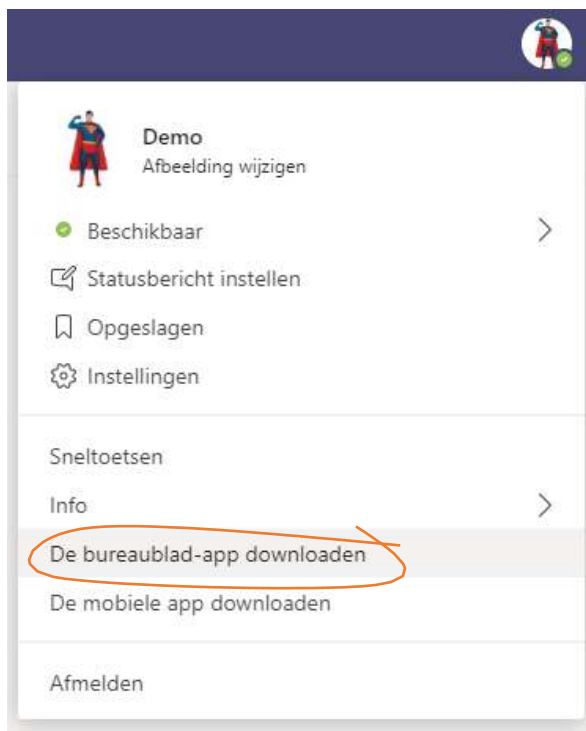 Demo
Afbeelding wijzigen
Beschikbaar
Statusbericht instellen
Opgeslagen
Instellingen
Sneltoetsen
Info
De bureaublad-app downloaden
De mobiele app downloaden
Afmelden